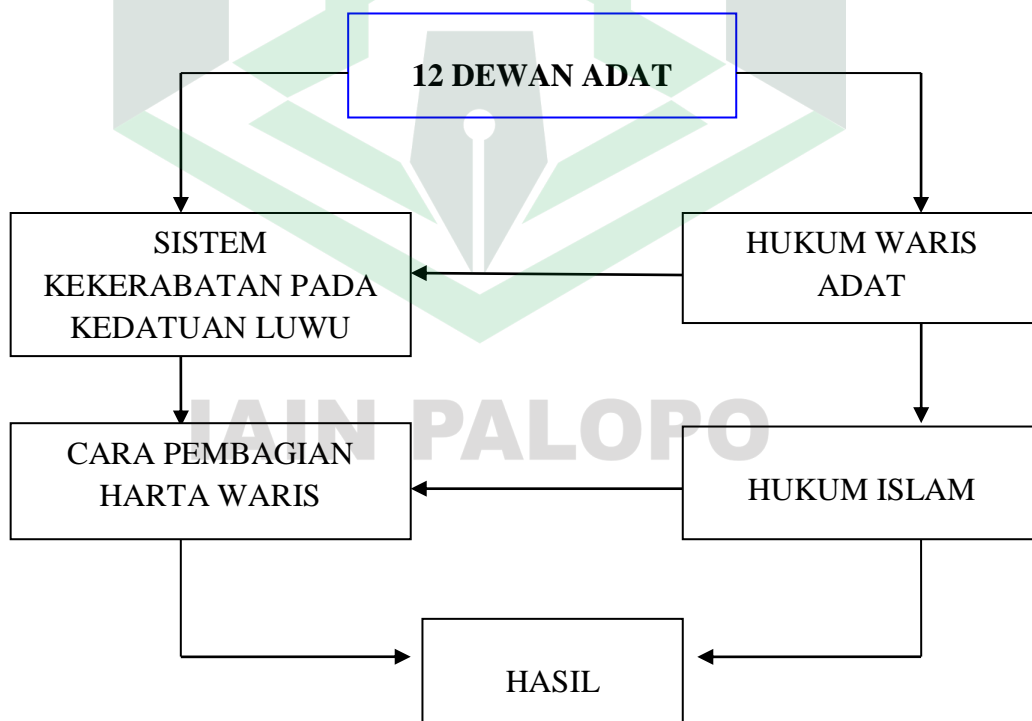 12 DEWAN ADAT
SISTEM
KEKERABATAN PADA
KEDATUAN LUWU
HUKUM WARIS
ADAT
IAIN PALOPO
CARA PEMBAGIAN
HARTA WARIS
HUKUM ISLAM
HASIL